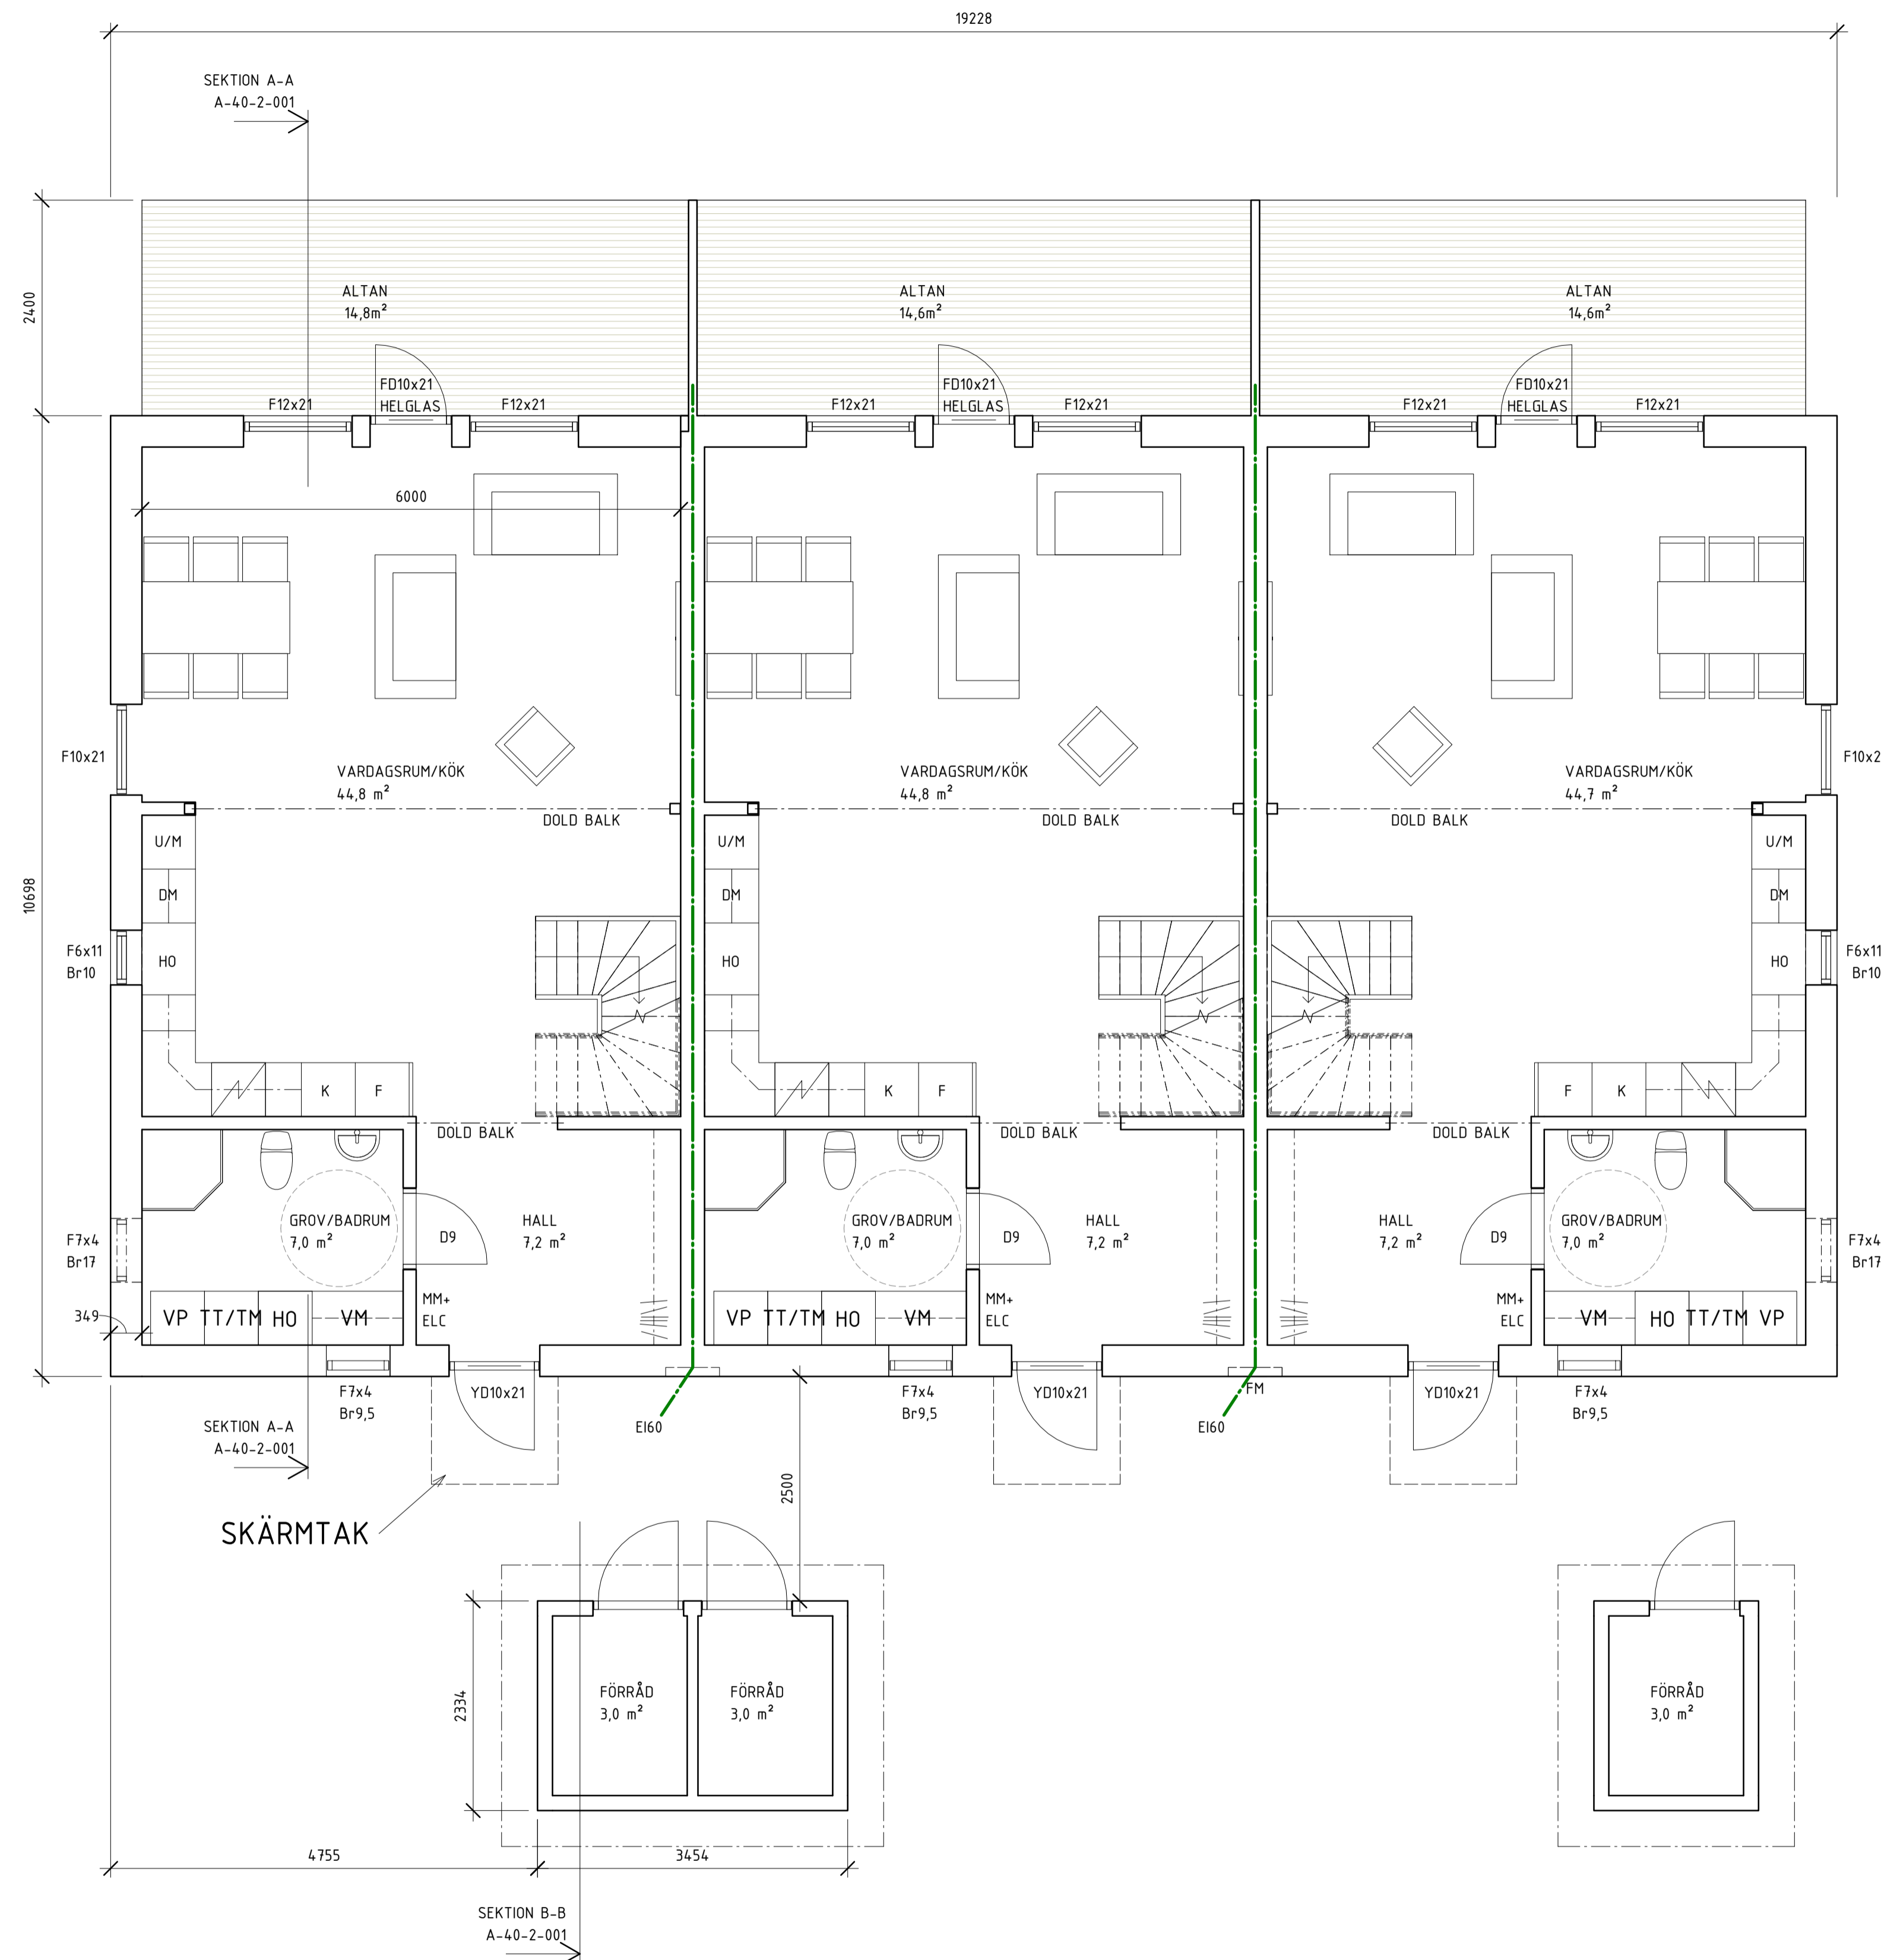 19228
SEKTION A-A
A-40-2-001
2400
ALTAN
14,8m²
ALTAN
14,6m²
ALTAN
14,6m²
F12x21
FD10x21
HELGLAS
F12x21
F12x21
FD10x21
HELGLAS
F12x21
F12x21
FD10x21
HELGLAS
F12x21
6000
F10x21
VARDAGSRUM/KÖK
44,8 m²
VARDAGSRUM/KÖK
44,8 m²
VARDAGSRUM/KÖK
44,7 m²
F10x2
DOLD BALK
DOLD BALK
DOLD BALK
10698
U/M
DM
HO
U/M
DM
HO
U/M
DM
HO
F6x11
Br10
F6x11
Br10
K
F
K
F
F
K
DOLD BALK
DOLD BALK
DOLD BALK
GROV/BADRUM
7,0 m²
D9
HALL
7,2 m²
GROV/BADRUM
7,0 m²
D9
HALL
7,2 m²
HALL
7,2 m²
D9
GROV/BADRUM
7,0 m²
F7x4
Br17
F7x4
Br17
349
VP TT/TM HO VM
MM+
ELC
VP TT/TM HO VM
MM+
ELC
MM+
ELC
VM HO TT/TM VP
F7x4
Br9,5
YD10x21
EI60
F7x4
Br9,5
YD10x21
FM
EI60
YD10x21
F7x4
Br9,5
SEKTION A-A
A-40-2-001
2500
SKÄRMTAK
2334
FÖRRÅD
3,0 m²
FÖRRÅD
3,0 m²
FÖRRÅD
3,0 m²
4755
3454
SEKTION B-B
A-40-2-001